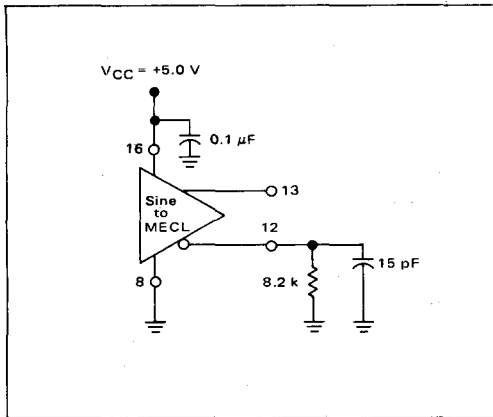 VCC = +5.0 V
0.1 µF
16
13
Sine
to
MECL
12
8
8.2 k
15 pF